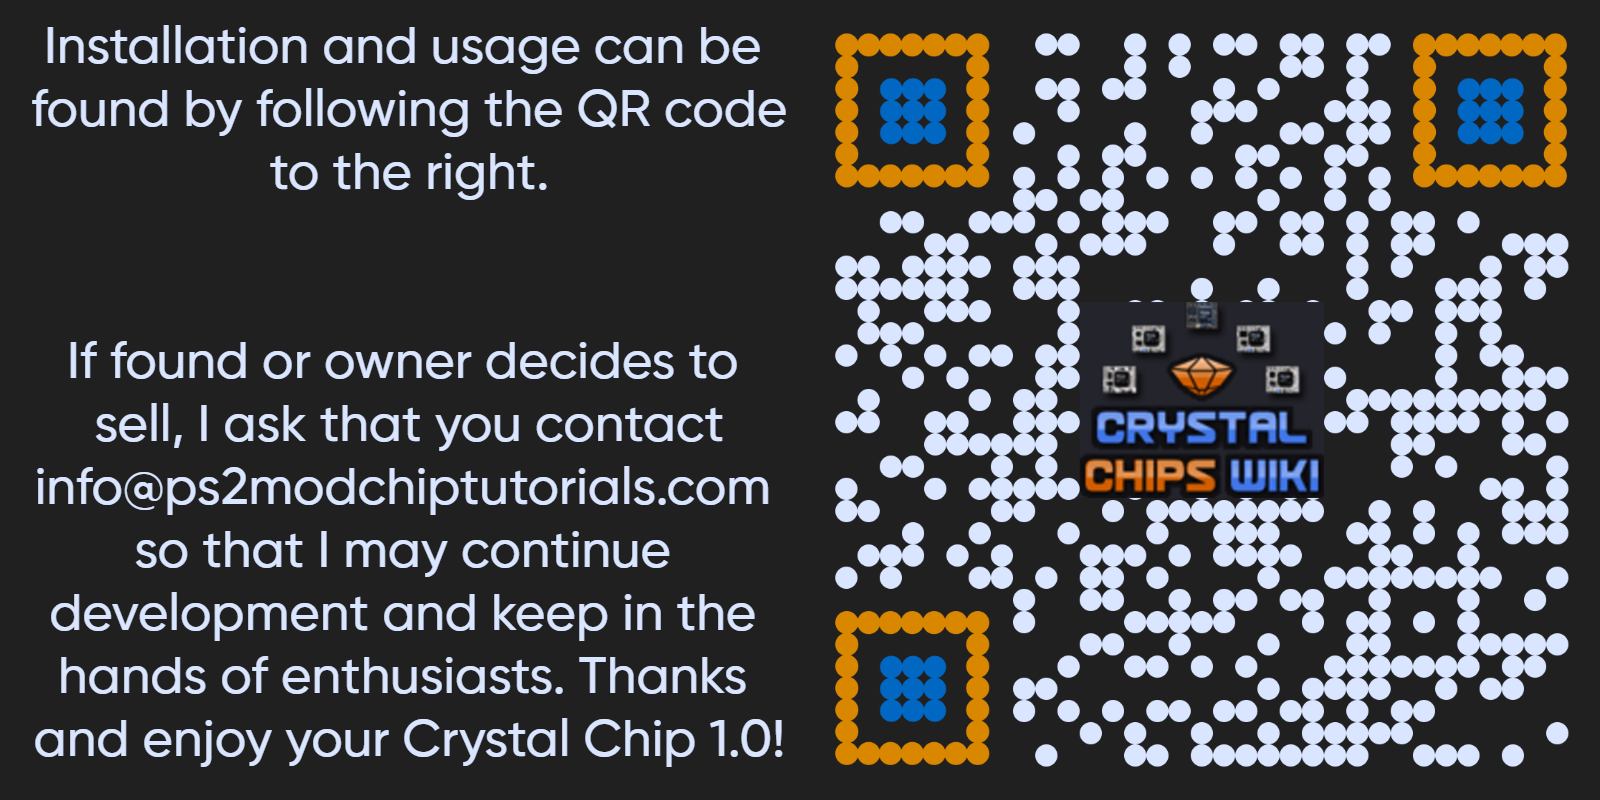 Installation and usage can be
found by following the QR code
to the right.
If found or owner decides to
sell, I ask that you contact
info@ps2modchiptutorials.com
so that I may continue
development and keep in the
hands of enthusiasts. Thanks
and enjoy your Crystal Chip 1.0!
CRYSTAL
CHIPS WIKI